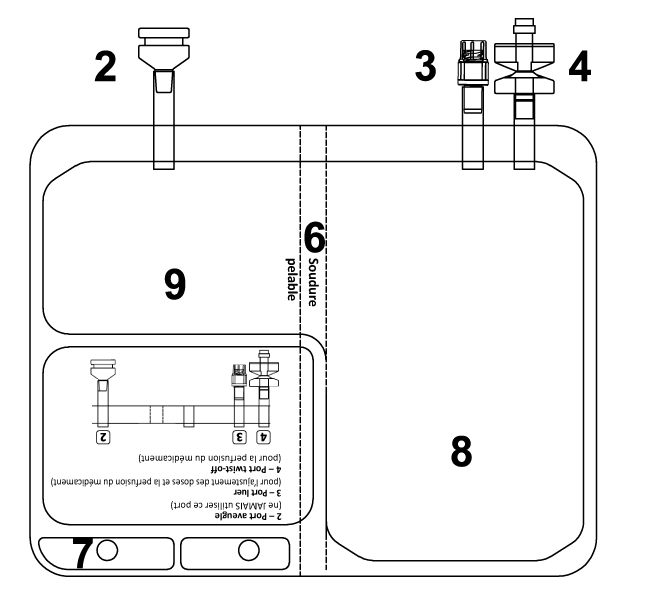 2
3
4
6
Soudure
pelable
9
8
7
2 – Port aveugle
(ne JAMAIS utiliser ce port)
3 – Port luer
(pour l'ajustement des doses et la perfusion du médicament)
4 – Port twist-off
(pour la perfusion du médicament)
4
3
2